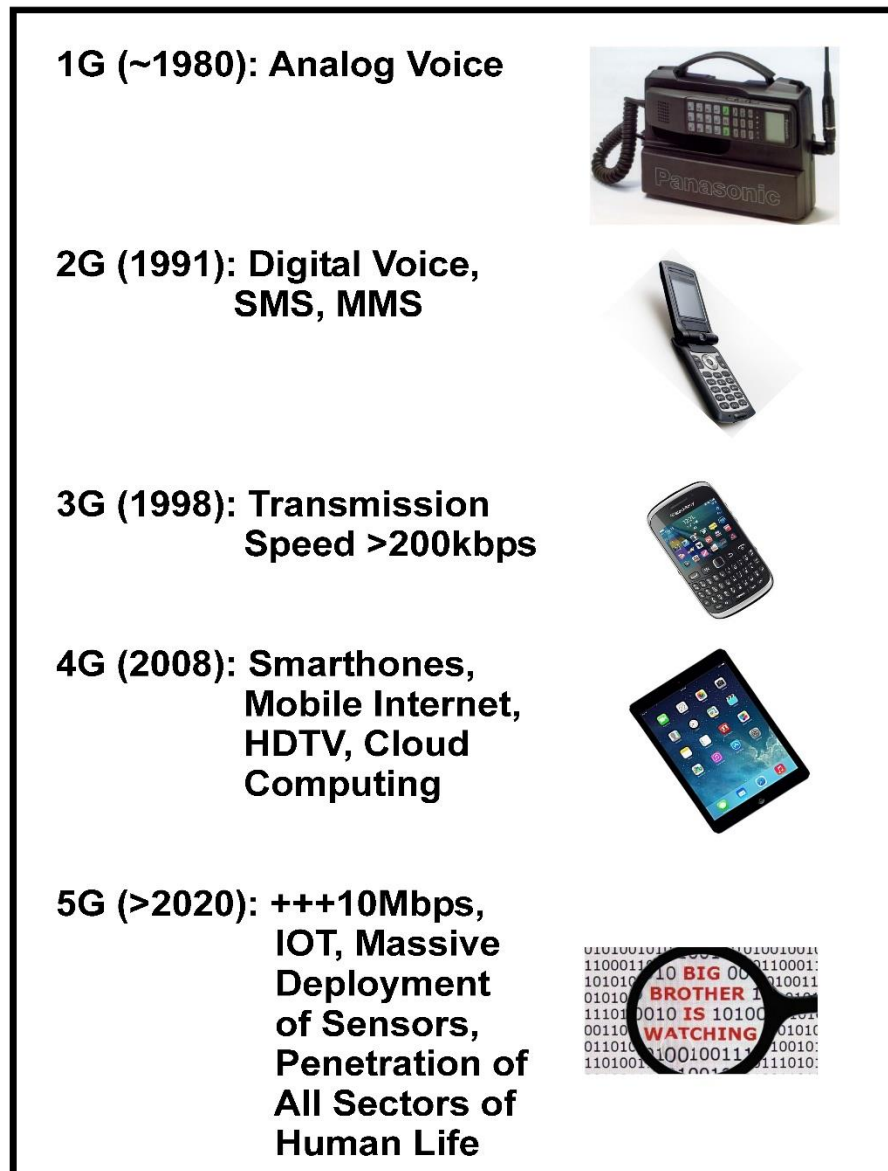 1G (~1980): Analog Voice
Panasonic
2G (1991): Digital Voice,
SMS, MMS
3G (1998): Transmission
Speed >200kbps
4G (2008): Smarthones,
Mobile Internet,
HDTV, Cloud
Computing
5G (>2020): +++10Mbps,
IOT, Massive
Deployment
of Sensors,
Penetration of
All Sectors of
Human Life
BIG
BROTHER
IS
WATCHING